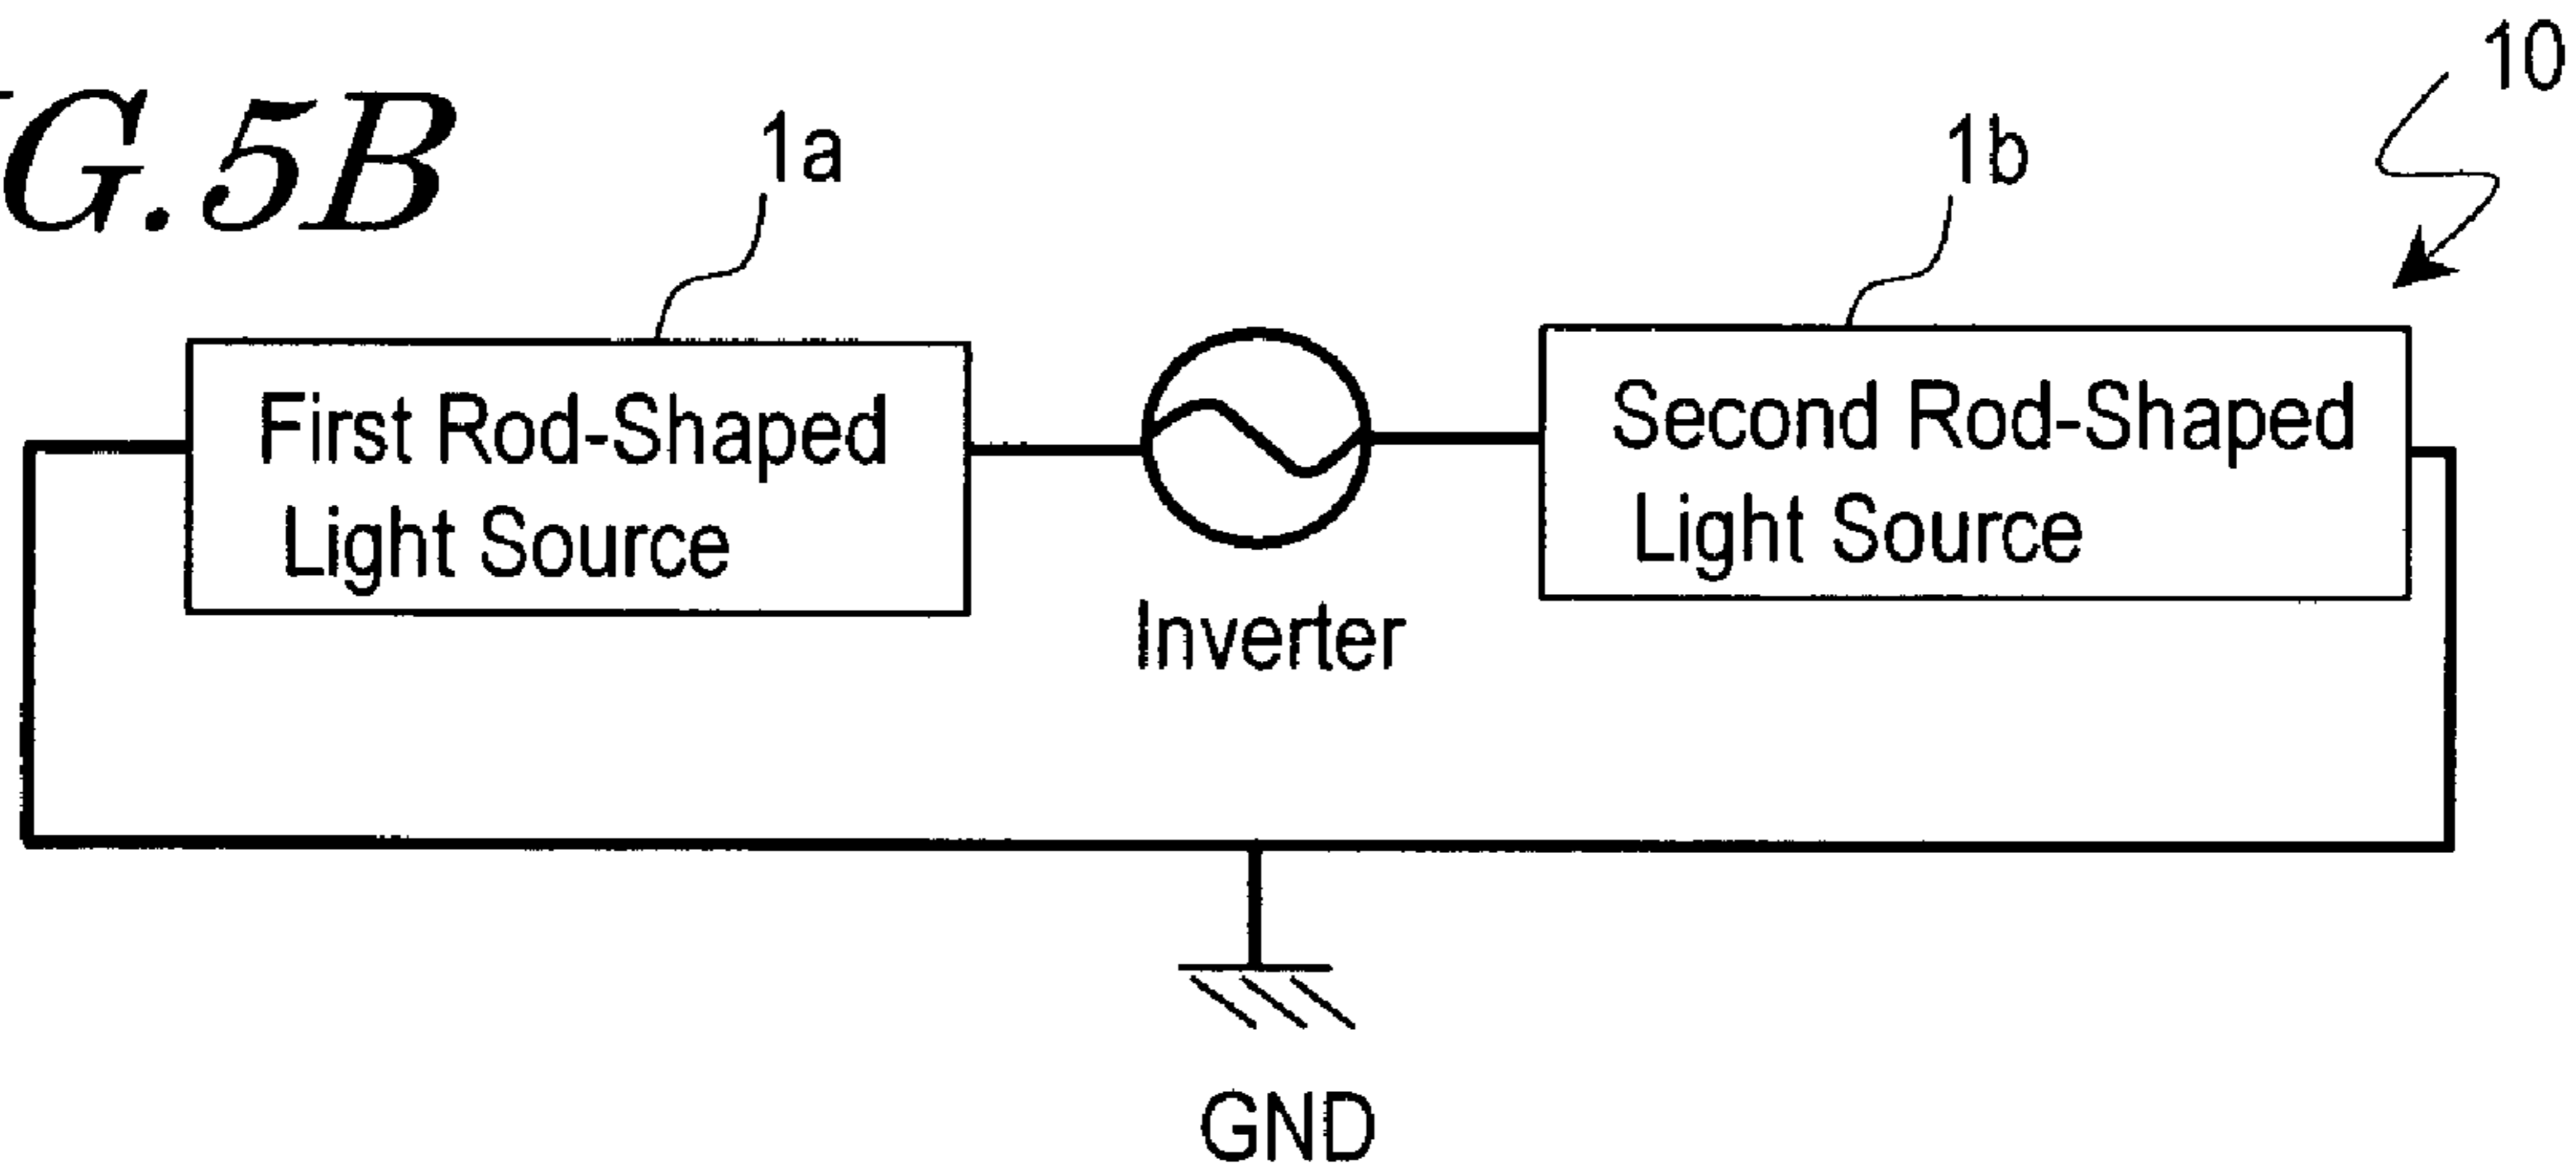 G. 5B
10
1a
1b
First Rod-Shaped
Light Source
Second Rod-Shaped
Light Source
Inverter
GND